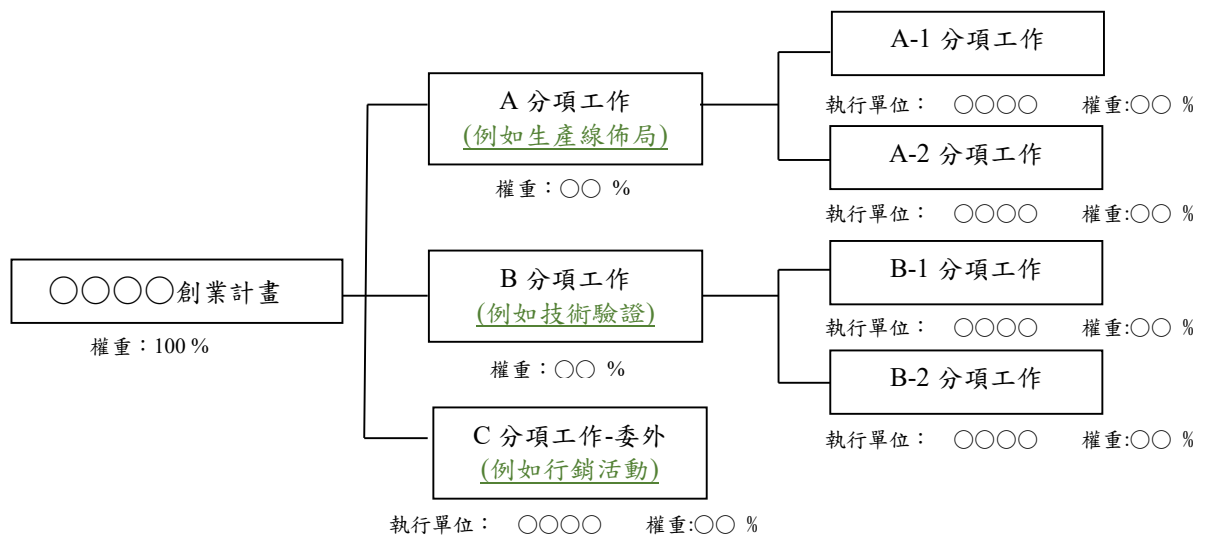 A-1 分項工作
執行單位： ○○○○ 權重:○○ %
A 分項工作
(例如生產線佈局)
權重：○○ %
A-2 分項工作
執行單位： ○○○○ 權重:○○ %
○○○○創業計畫
權重：100 %
B 分項工作
(例如技術驗證)
權重：○○ %
B-1 分項工作
執行單位： ○○○○ 權重:○○ %
B-2 分項工作
執行單位： ○○○○ 權重:○○ %
C 分項工作-委外
(例如行銷活動)
執行單位： ○○○○ 權重:○○ %